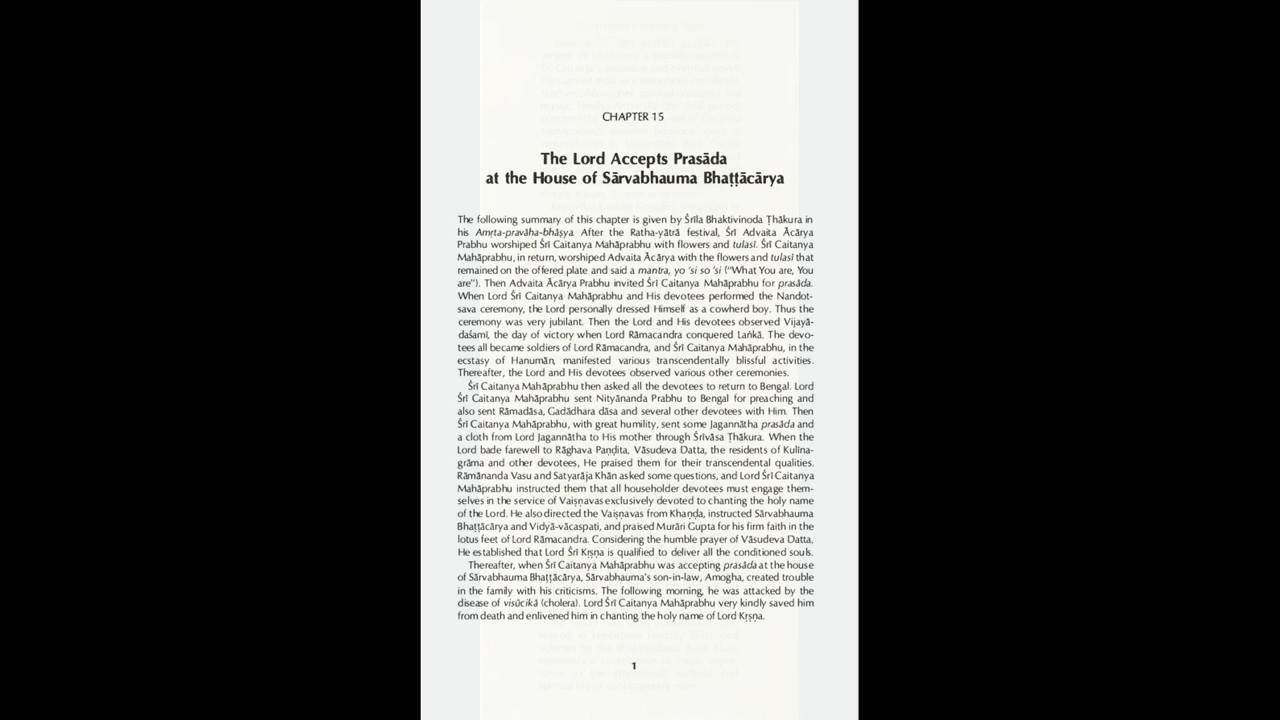 CHAPTER 15
The Lord Accepts Prasāda
at the House of Sārvabhauma Bhaṭṭācārya
The following summary of this chapter is given by Śrīla Bhaktivinoda Ṭhākura in
his Amṛta-pravāha-bhāṣya. After the Ratha-yātrā festival, Śrī Advaita Ācārya
Prabhu worshiped Śrī Caitanya Mahāprabhu with flowers and tulasī. Śrī Caitanya
Mahāprabhu, in return, worshiped Advaita Ācārya with the flowers and tulasī that
remained on the offered plate and said a mantra, yo 'si so 'si ("What You are, You
are"). Then Advaita Ācārya Prabhu invited Śrī Caitanya Mahāprabhu for prasāda.
When Lord Śrī Caitanya Mahāprabhu and His devotees performed the Nandot-
sava ceremony, the Lord personally dressed Himself as a cowherd boy. Thus the
ceremony was very jubilant. Then the Lord and His devotees observed Vijayā-
daśamī, the day of victory when Lord Rāmacandra conquered Laṅkā. The devo-
tees all became soldiers of Lord Rāmacandra, and Śrī Caitanya Mahāprabhu, in the
ecstasy of Hanumān, manifested various transcendentally blissful activities.
Thereafter, the Lord and His devotees observed various other ceremonies.
Śrī Caitanya Mahāprabhu then asked all the devotees to return to Bengal. Lord
Śrī Caitanya Mahāprabhu sent Nityānanda Prabhu to Bengal for preaching and
also sent Rāmadāsa, Gadādhara dāsa and several other devotees with Him. Then
Śrī Caitanya Mahāprabhu, with great humility, sent some Jagannātha prasāda and
a cloth from Lord Jagannātha to His mother through Śrīvāsa Ṭhākura. When the
Lord bade farewell to Rāghava Paṇḍita, Vāsudeva Datta, the residents of Kulīna-
grāma and other devotees, He praised them for their transcendental qualities.
Rāmānanda Vasu and Satyarāja Khān asked some questions, and Lord Śrī Caitanya
Mahāprabhu instructed them that all householder devotees must engage them-
selves in the service of Vaiṣṇavas exclusively devoted to chanting the holy name
of the Lord. He also directed the Vaiṣṇavas from Khaṇḍa, instructed Sārvabhauma
Bhaṭṭācārya and Vidyā-vācaspati, and praised Murāri Gupta for his firm faith in the
lotus feet of Lord Rāmacandra. Considering the humble prayer of Vāsudeva Datta,
He established that Lord Śrī Kṛṣṇa is qualified to deliver all the conditioned souls.
Thereafter, when Śrī Caitanya Mahāprabhu was accepting prasāda at the house
of Sārvabhauma Bhaṭṭācārya, Sārvabhauma's son-in-law, Amogha, created trouble
in the family with his criticisms. The following morning, he was attacked by the
disease of visūcikā (cholera). Lord Śrī Caitanya Mahāprabhu very kindly saved him
from death and enlivened him in chanting the holy name of Lord Kṛṣṇa.
1